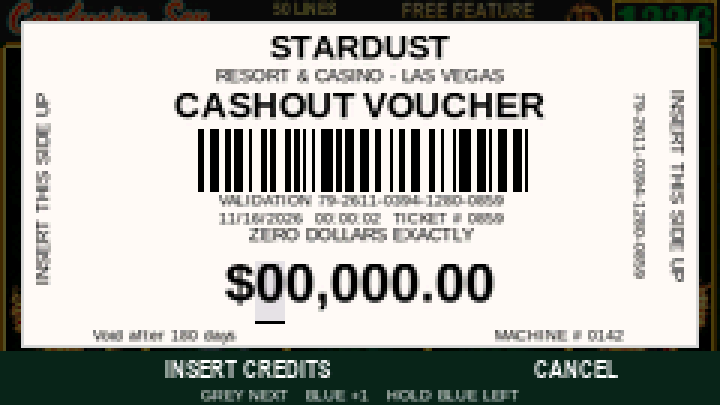 50 LINES
FREE FEATURE
1226
STARDUST
RESORT & CASINO - LAS VEGAS
CASHOUT VOUCHER
INSERT THIS SIDE UP
79-2611-0394-1280-0859
INSERT THIS SIDE UP
VALIDATION 79-2611-0394-1280-0859
11/16/2026 00:00:02 TICKET # 0859
ZERO DOLLARS EXACTLY
$00,000.00
Void after 180 days
MACHINE # 0142
INSERT CREDITS
CANCEL
GREY NEXT BLUE +1 HOLD BLUE LEFT